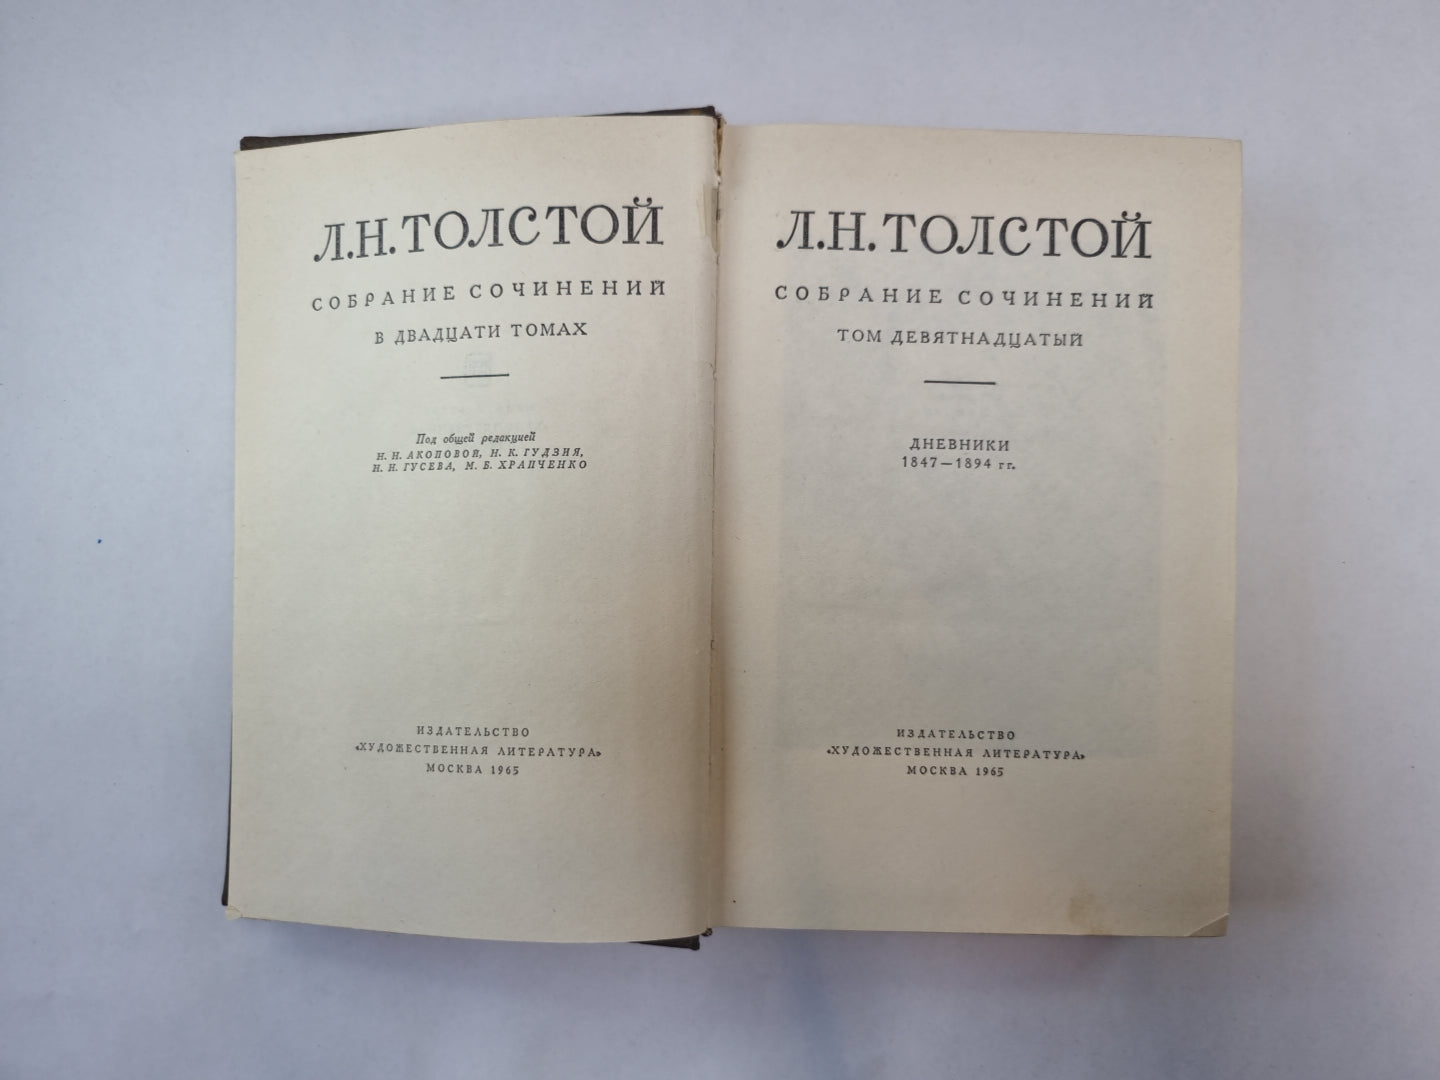 Л.Н.ТОЛСТОЙ
СОБРАНИЕ СОЧИНЕНИЙ
В ДВАДЦАТИ ТОМАХ
Под общей редакцией
Н. Н. АКОПОВОЙ, Н. К. ГУДЗИЯ,
Н. Н. ГУСЕВА, М. Б. ХРАПЧЕНКО
ИЗДАТЕЛЬСТВО
«ХУДОЖЕСТВЕННАЯ ЛИТЕРАТУРА»
МОСКВА 1965
Л.Н.ТОЛСТОЙ
СОБРАНИЕ СОЧИНЕНИЙ
ТОМ ДЕВЯТНАДЦАТЫЙ
ДНЕВНИКИ
1847—1894 гг.
ИЗДАТЕЛЬСТВО
«ХУДОЖЕСТВЕННАЯ ЛИТЕРАТУРА»
МОСКВА 1965